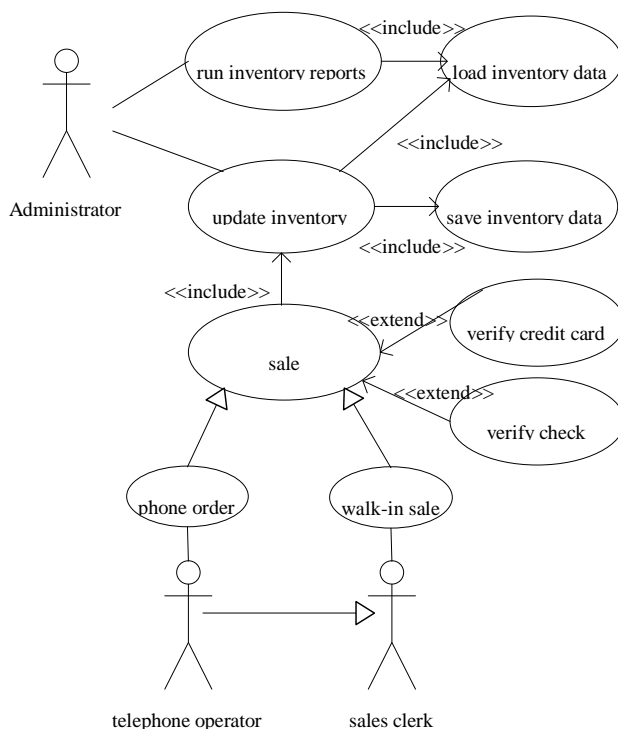 <<include>>
run inventory reports
load inventory data
<<include>>
Administrator
update inventory
save inventory data
<<include>>
<<include>>
<<extend>>
verify credit card
sale
<<extend>>
verify check
phone order
walk-in sale
telephone operator
sales clerk